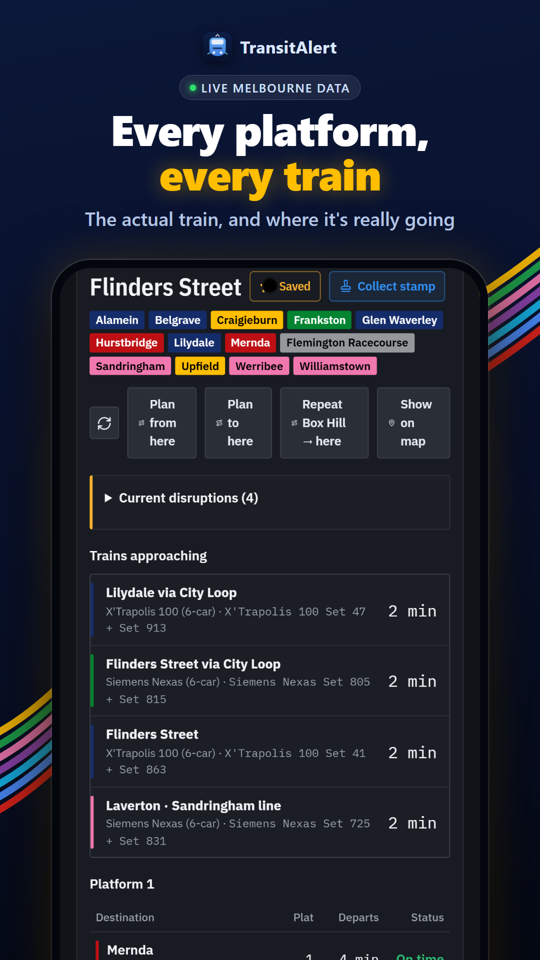 TransitAlert
LIVE MELBOURNE DATA
Every platform,
every train
The actual train, and where it's really going
Flinders Street
Saved
Collect stamp
Alamein Belgrave Craigieburn Frankston Glen Waverley
Hurstbridge Lilydale Mernda Flemington Racecourse
Sandringham Upfield Werribee Williamstown
Plan from here
Plan to here
Repeat Box Hill → here
Show on map
▶ Current disruptions (4)
Trains approaching
Lilydale via City Loop
X'Trapolis 100 (6-car) · X'Trapolis 100 Set 47
+ Set 913
2 min
Flinders Street via City Loop
Siemens Nexas (6-car) · Siemens Nexas Set 805
+ Set 815
2 min
Flinders Street
X'Trapolis 100 (6-car) · X'Trapolis 100 Set 41
+ Set 863
2 min
Laverton · Sandringham line
Siemens Nexas (6-car) · Siemens Nexas Set 725
+ Set 831
2 min
Platform 1
Destination Plat Departs Status
Mernda 1 4 min On time